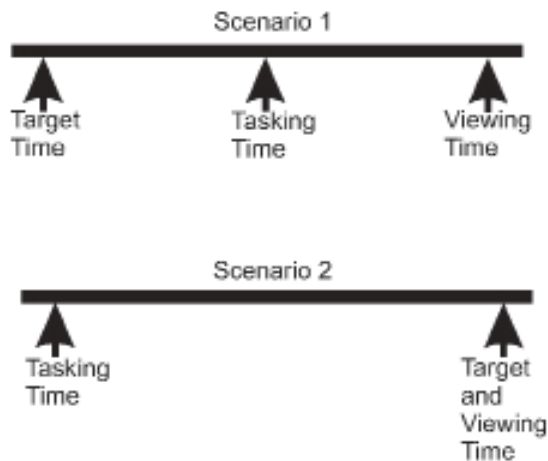 Scenario 1
Target Time
Tasking Time
Viewing Time
Scenario 2
Tasking Time
Target and Viewing Time